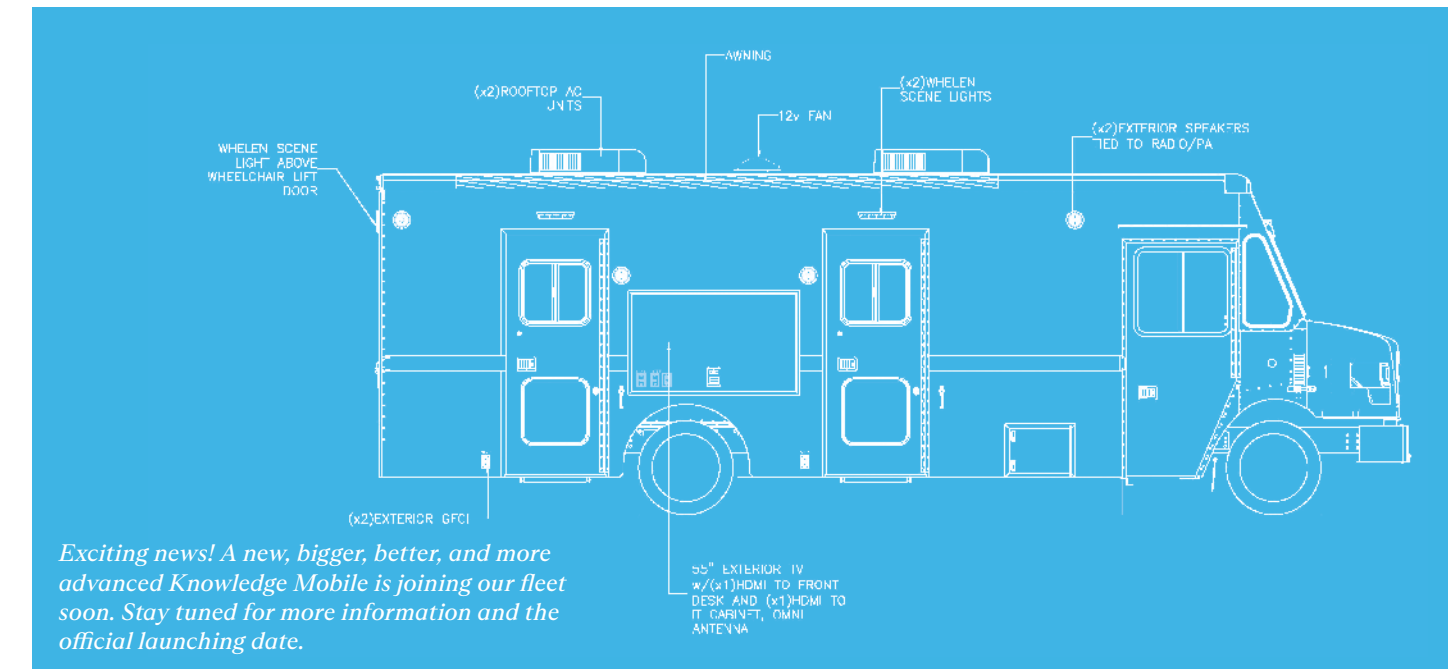 AWNING
(x2)ROOFTOP AC
UNITS
(x2)WHELEN
SCENE LIGHTS
12v FAN
(x2)EXTERIOR SPEAKERS
TIED TO RADIO/PA
WHELEN SCENE
LIGHT ABOVE
WHEELCHAIR LIFT
DOOR
(x2)EXTERIOR GFCI
Exciting news! A new, bigger, better, and more
advanced Knowledge Mobile is joining our fleet
soon. Stay tuned for more information and the
official launching date.
55" EXTERIOR TV
w/(x1)HDMI TO FRONT
DESK AND (x1)HDMI TO
IT CABINET, OMNI
ANTENNA